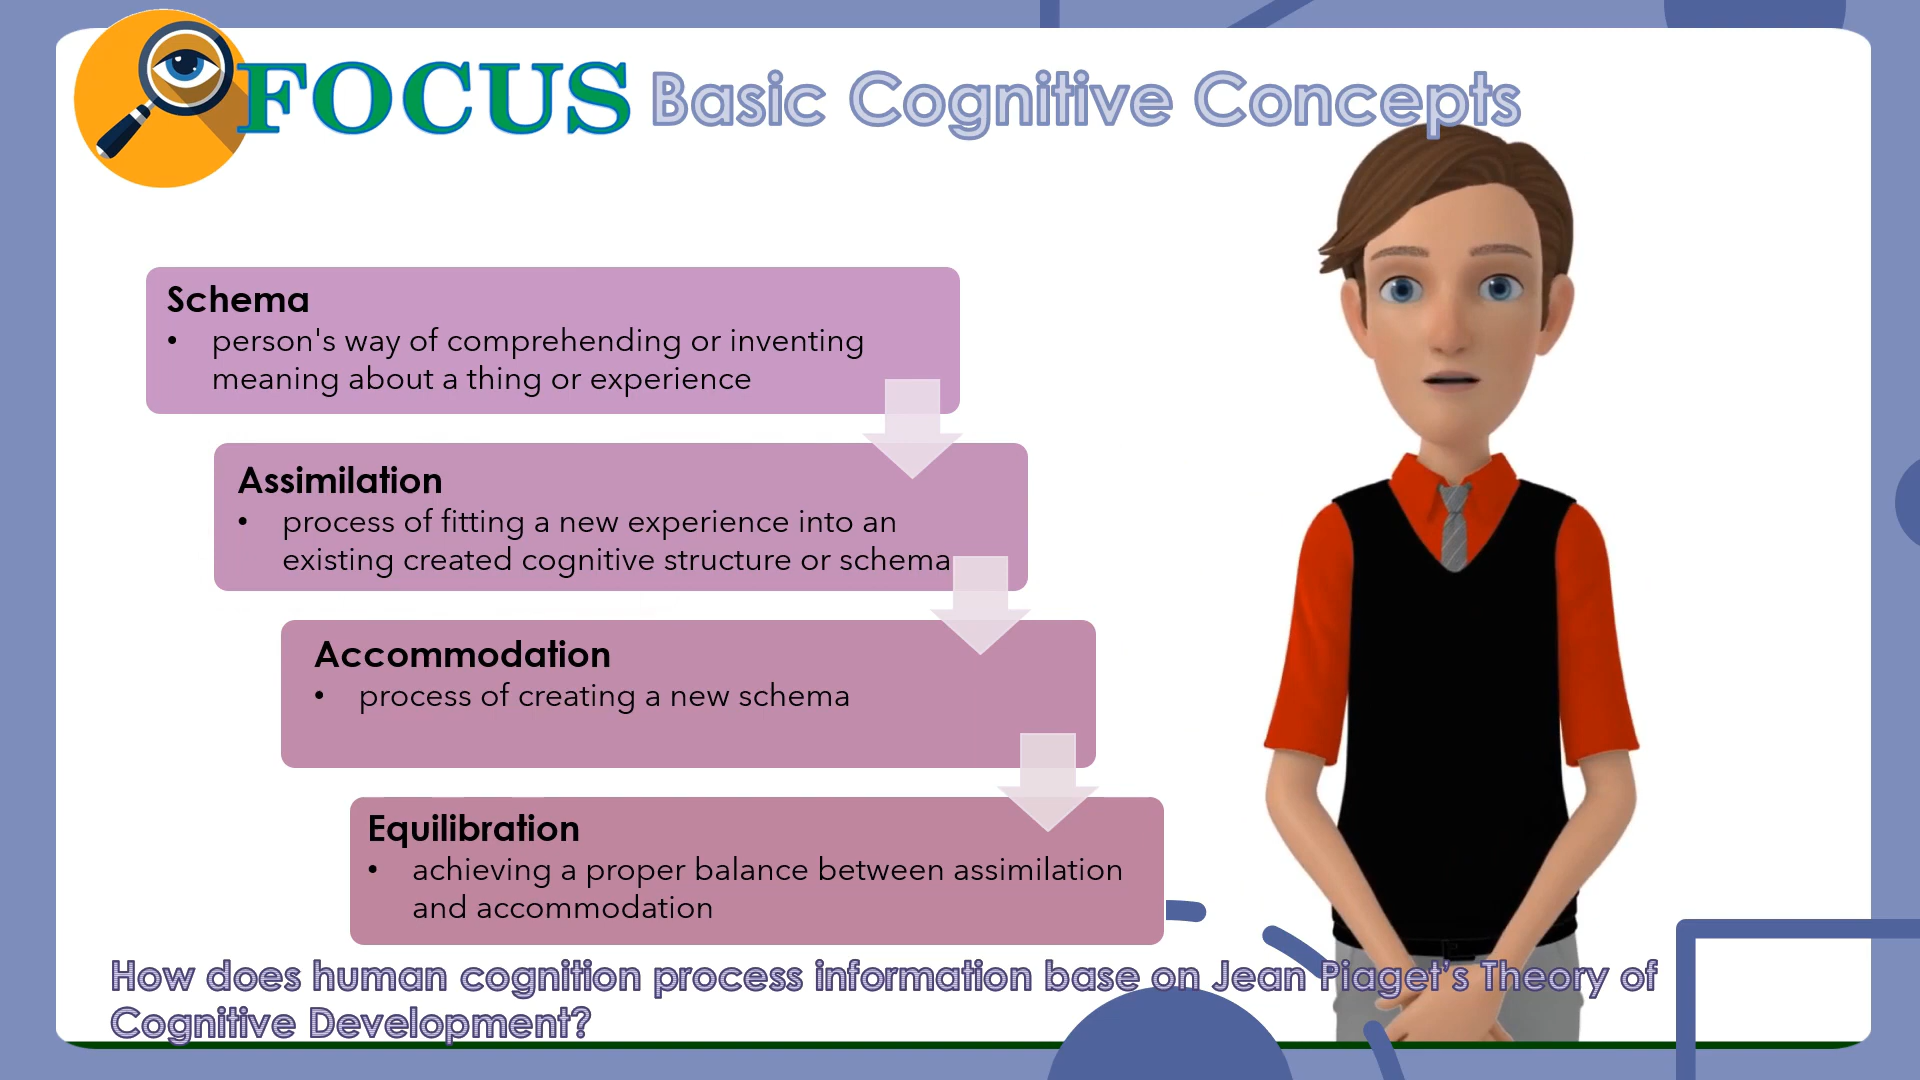 FOCUS Basic Cognitive Concepts
Schema
• person's way of comprehending or inventing
meaning about a thing or experience
Assimilation
• process of fitting a new experience into an
existing created cognitive structure or schema
Accommodation
• process of creating a new schema
Equilibration
• achieving a proper balance between assimilation
and accommodation
How does human cognition process information base on Jean Piaget's Theory of
Cognitive Development?